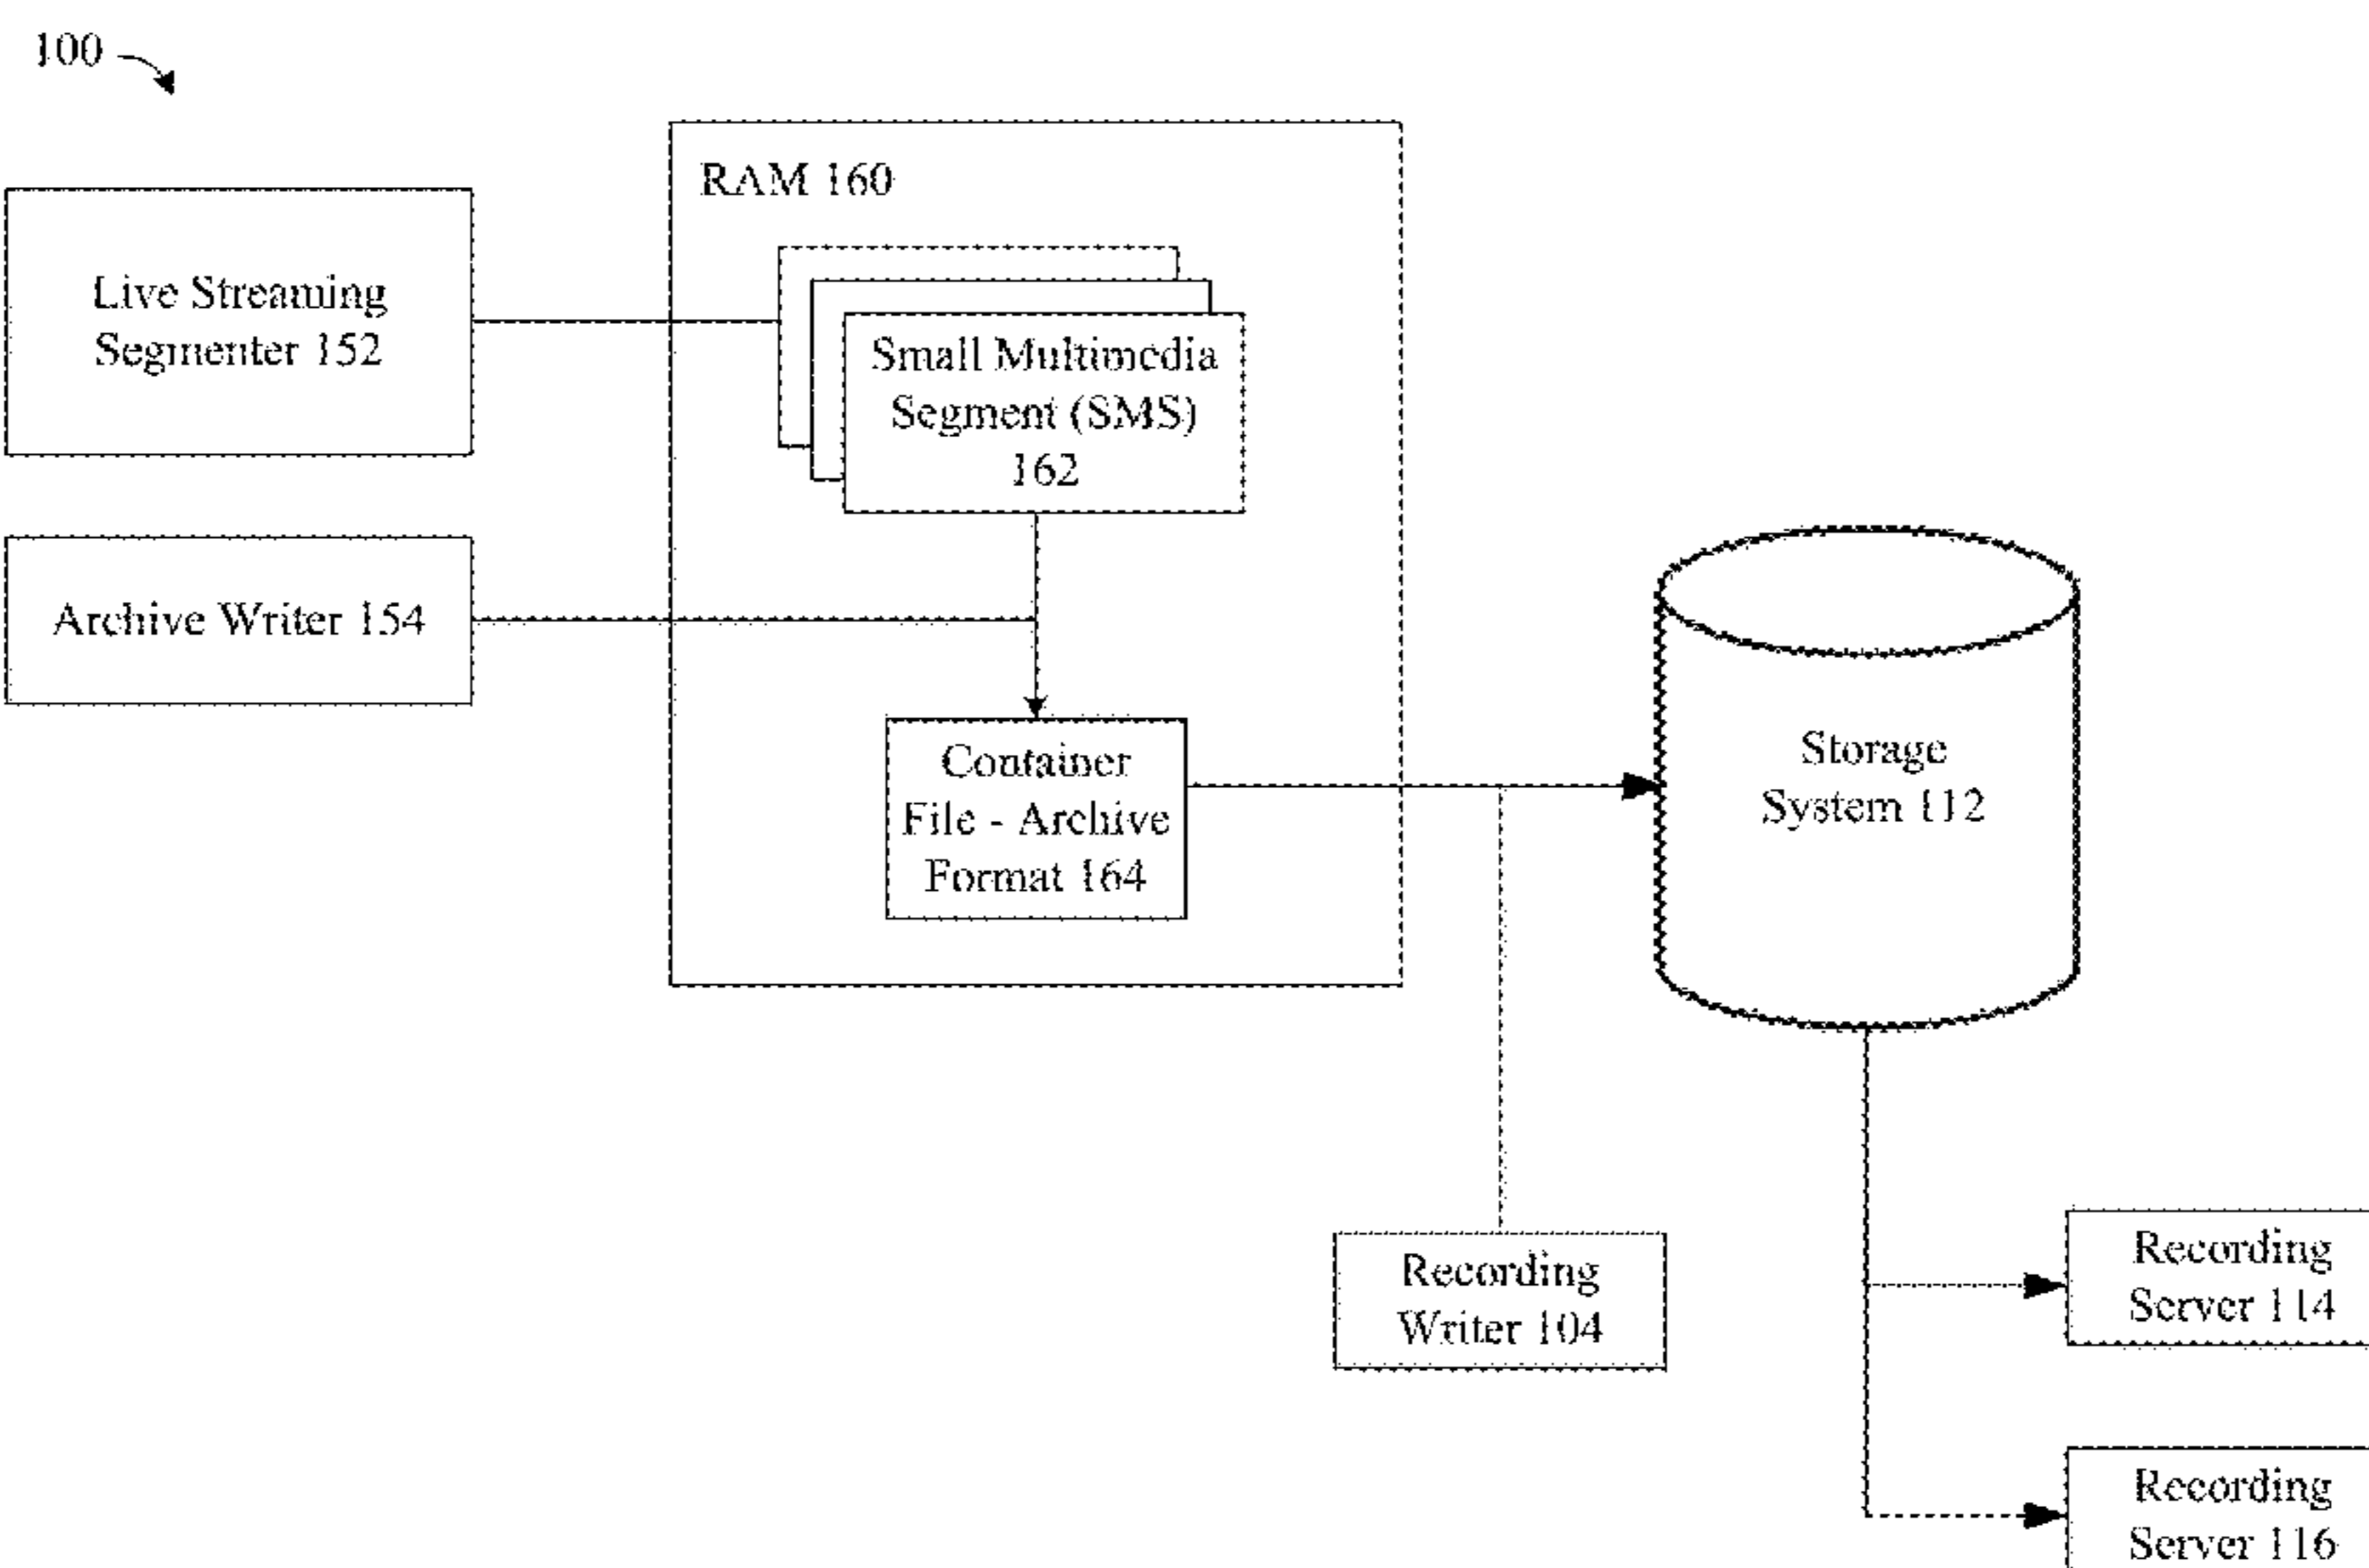 100
RAM 160
Live Streaming
Segmenter 152
Small Multimedia
Segment (SMS)
162
Archive Writer 154
Container
File - Archive
Format 164
Storage
System 112
Recording
Writer 104
Recording
Server 114
Recording
Server 116